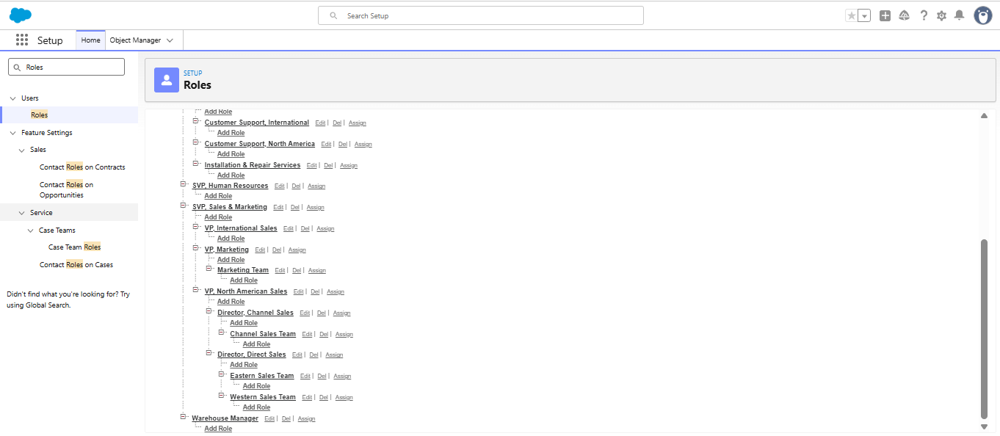 Search Setup
Setup
Home
Object Manager
Roles
Users
Roles
Feature Settings
Sales
Contact Roles on Contracts
Contact Roles on
Opportunities
Service
Case Teams
Case Team Roles
Contact Roles on Cases
Didn't find what you're looking for? Try
using Global Search.
SETUP
Roles
Add Role
Customer Support, International Edit | Del | Assign
Add Role
Customer Support, North America Edit | Del | Assign
Add Role
Installation & Repair Services Edit | Del | Assign
Add Role
SVP, Human Resources Edit | Del | Assign
Add Role
SVP, Sales & Marketing Edit | Del | Assign
Add Role
VP, International Sales Edit | Del | Assign
Add Role
VP, Marketing Edit | Del | Assign
Add Role
Marketing Team Edit | Del | Assign
Add Role
VP, North American Sales Edit | Del | Assign
Add Role
Director, Channel Sales Edit | Del | Assign
Add Role
Channel Sales Team Edit | Del | Assign
Add Role
Director, Direct Sales Edit | Del | Assign
Add Role
Eastern Sales Team Edit | Del | Assign
Add Role
Western Sales Team Edit | Del | Assign
Add Role
Warehouse Manager Edit | Del | Assign
Add Role